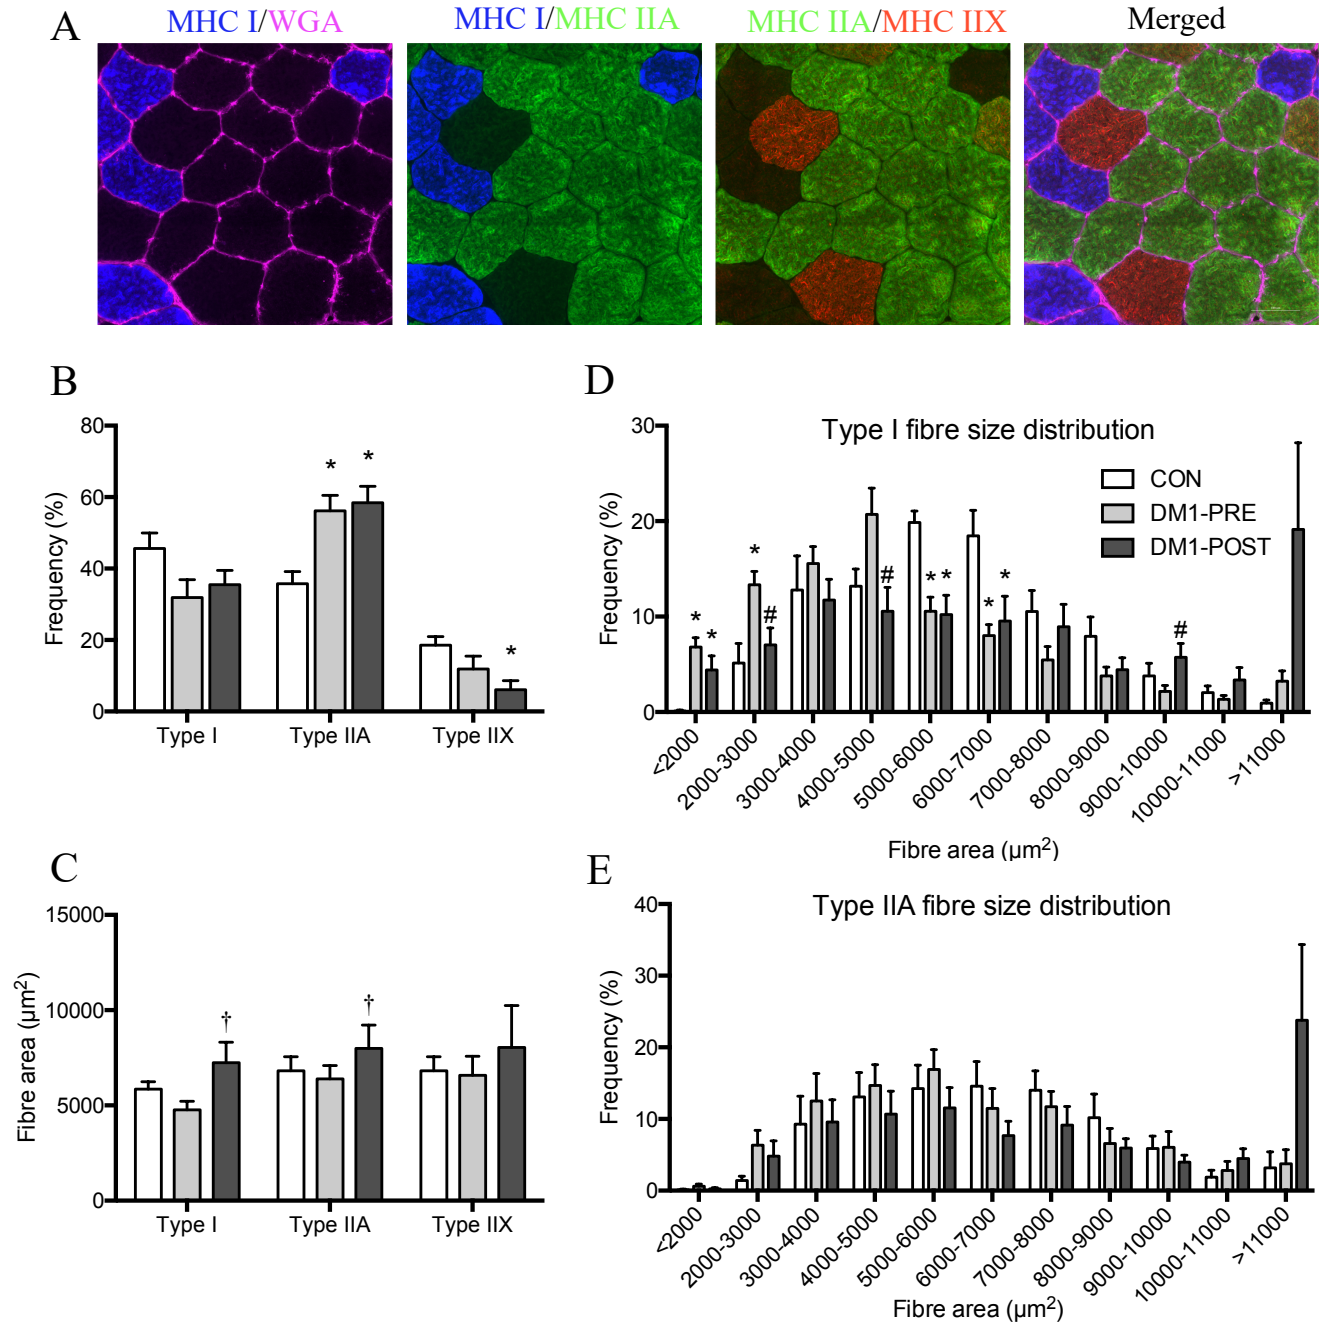 A
MHC I/WGA
MHC I/MHC IIA
MHC IIA/MHC IIX
Merged
B
Frequency (%)
80
60
40
20
0
* * *
Type I Type IIA Type IIX
C
Fibre area (µm²)
15000
10000
5000
0
† †
Type I Type IIA Type IIX
D
Type I fibre size distribution
CON
DM1-PRE
DM1-POST
Frequency (%)
30
20
10
0
* * * # # * * * * #
<2000 2000-3000 3000-4000 4000-5000 5000-6000 6000-7000 7000-8000 8000-9000 9000-10000 10000-11000 >11000
Fibre area (µm²)
E
Type IIA fibre size distribution
Frequency (%)
40
30
20
10
0
<2000 2000-3000 3000-4000 4000-5000 5000-6000 6000-7000 7000-8000 8000-9000 9000-10000 10000-11000 >11000
Fibre area (µm²)